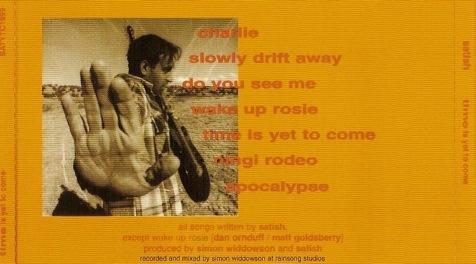 charlie
slowly drift away
do you see me
wake up rosie
time is yet to come
rodeo
apocalypse
all songs written by satish,
except wake up rosie [dan ornduff / matt goldsberry]
produced by simon widdowson and satish
recorded and mixed by simon widdowson at rainsong studios
satish
time is yet to come
time is yet to come